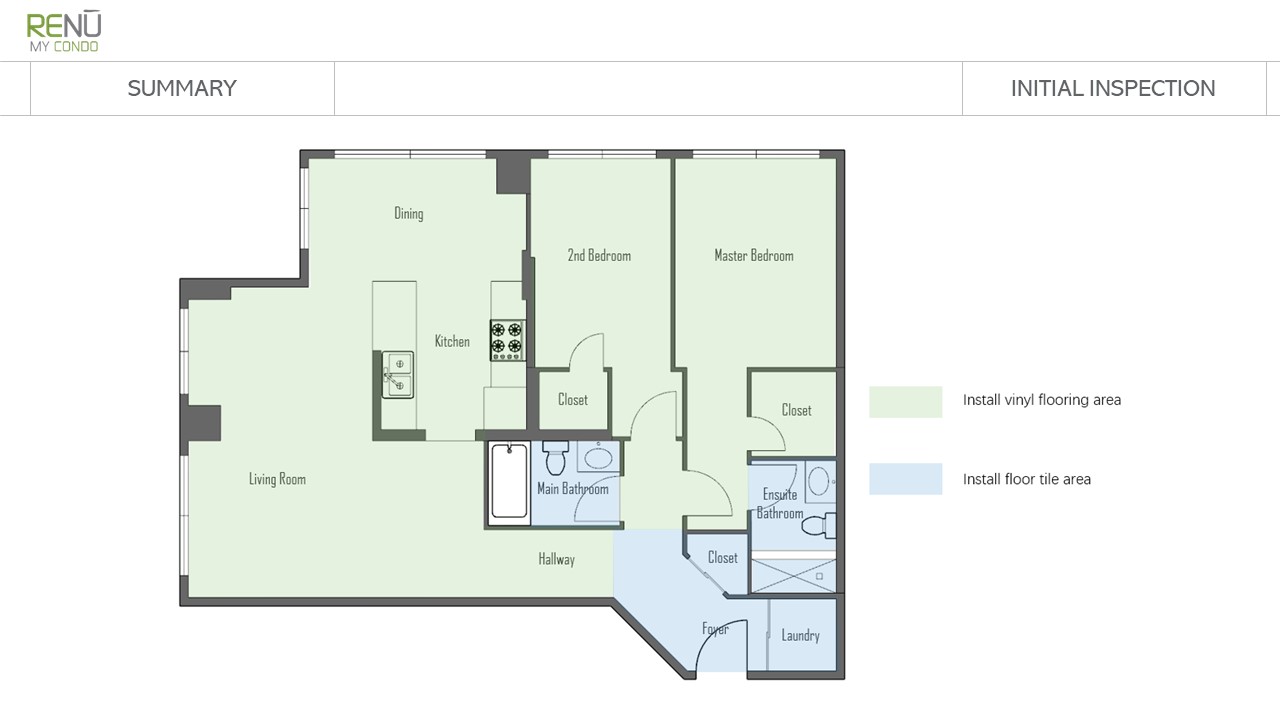 RENŪ
MY CONDO
SUMMARY
INITIAL INSPECTION
Dining
2nd Bedroom
Master Bedroom
Kitchen
Closet
Closet
Install vinyl flooring area
Living Room
Main Bathroom
Ensuite
Bathroom
Install floor tile area
Hallway
Closet
Foyer
Laundry